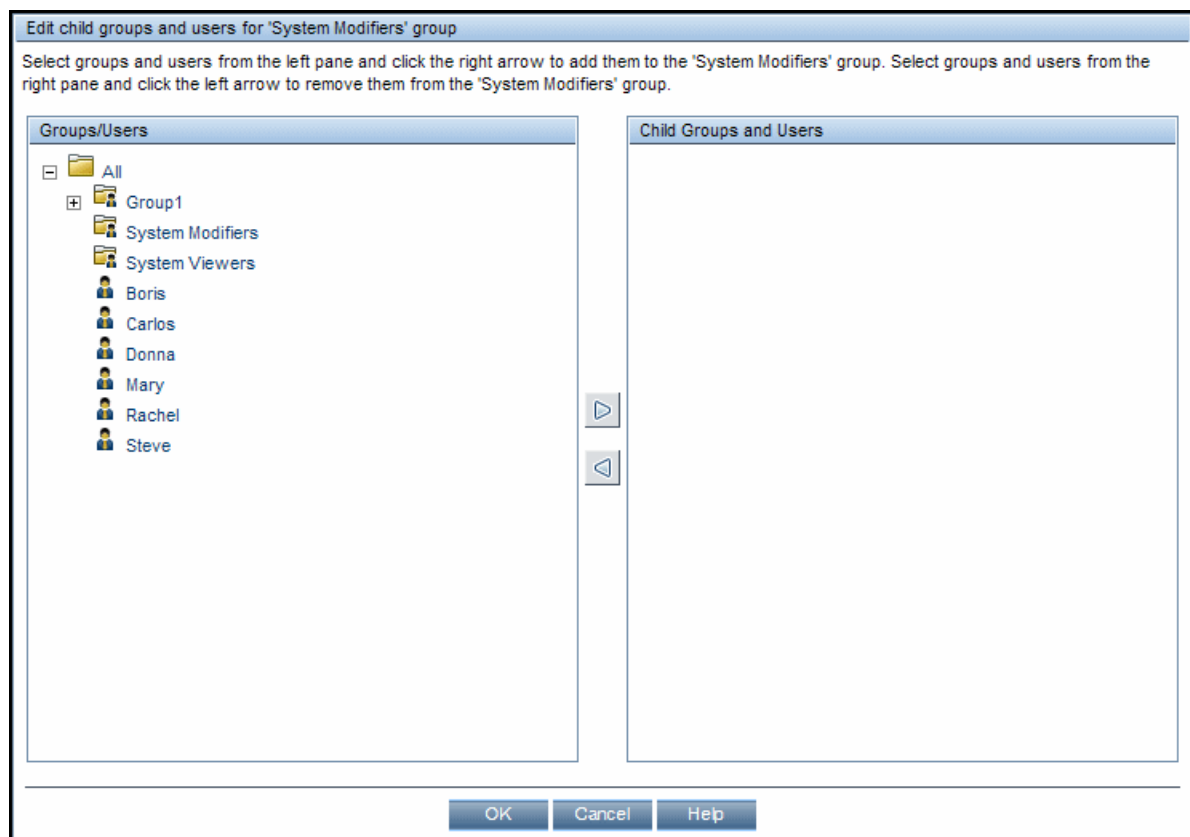 Edit child groups and users for 'System Modifiers' group
Select groups and users from the left pane and click the right arrow to add them to the 'System Modifiers' group. Select groups and users from the
right pane and click the left arrow to remove them from the 'System Modifiers' group.
Groups/Users
All
Group1
System Modifiers
System Viewers
Boris
Carlos
Donna
Mary
Rachel
Steve
Child Groups and Users
OK
Cancel
Help